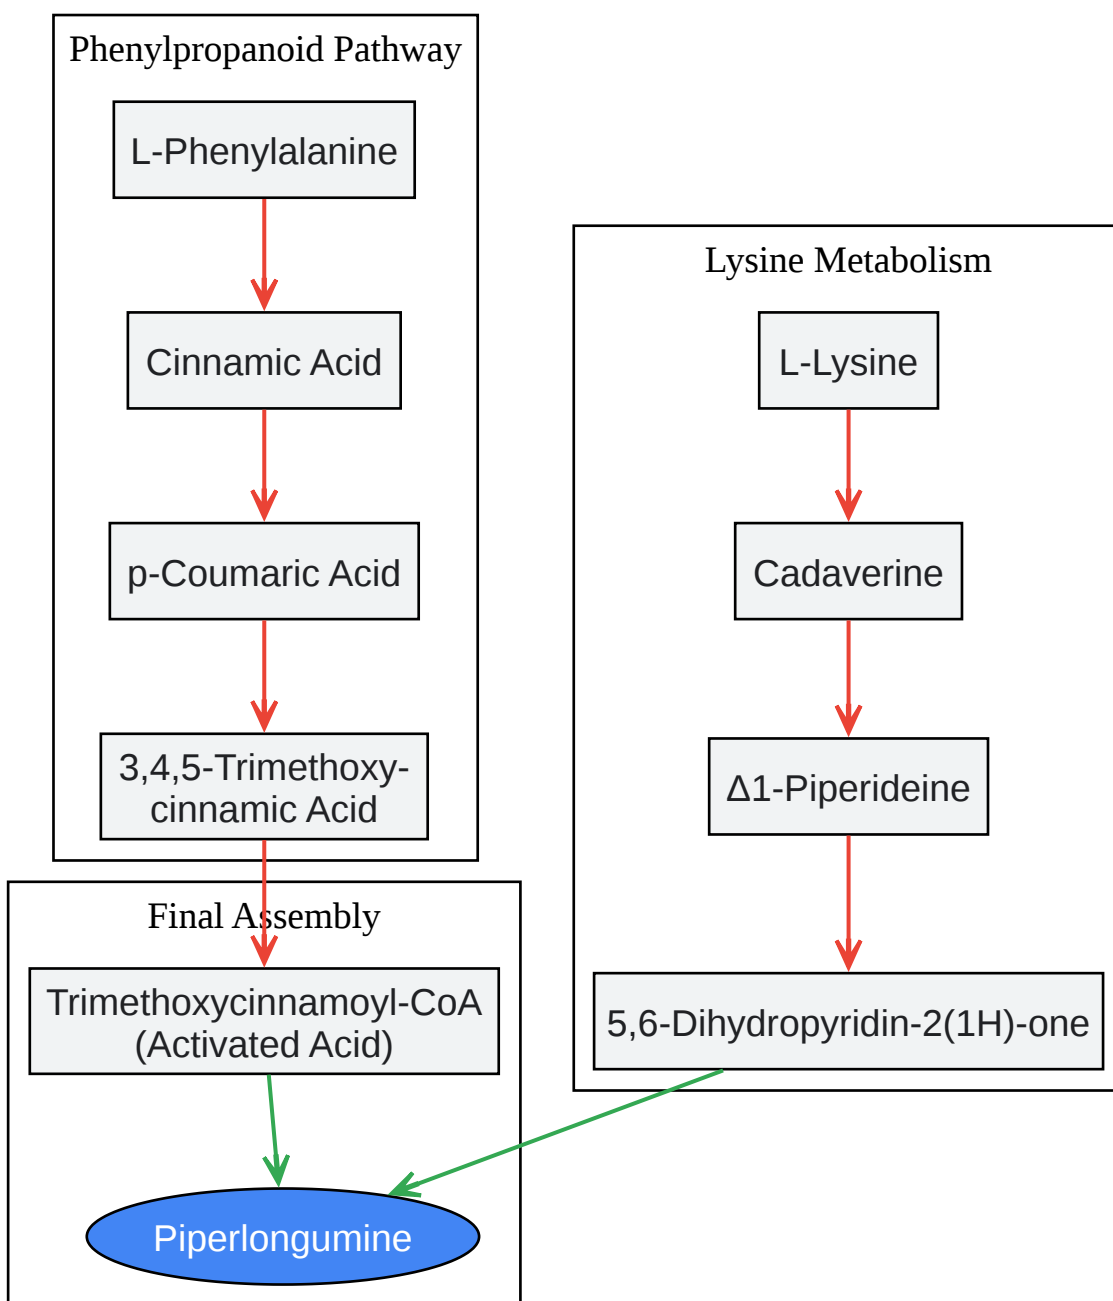 Phenylpropanoid Pathway
L-Phenylalanine
Cinnamic Acid
p-Coumaric Acid
3,4,5-Trimethoxy-
cinnamic Acid
Lysine Metabolism
L-Lysine
Cadaverine
Δ1-Piperideine
5,6-Dihydropyridin-2(1H)-one
Final Assembly
Trimethoxycinnamoyl-CoA
(Activated Acid)
Piperlongumine